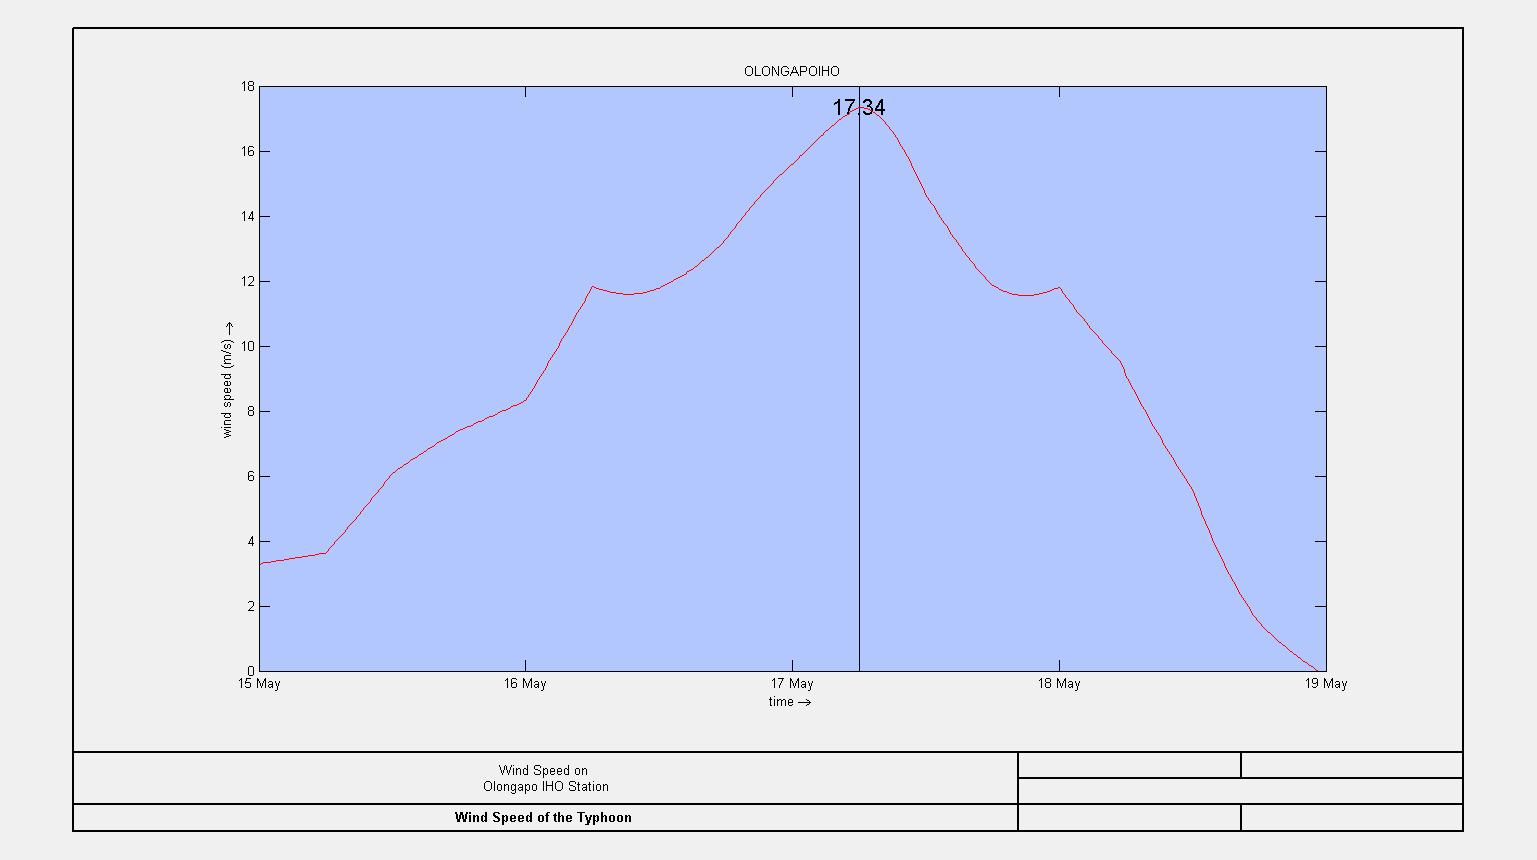 OLONGAPOIHO
17.34
18
16
14
12
10
8
6
4
2
0
wind speed (m/s) →
15 May 16 May 17 May 18 May 19 May
time →
Wind Speed on
Olongapo IHO Station
Wind Speed of the Typhoon